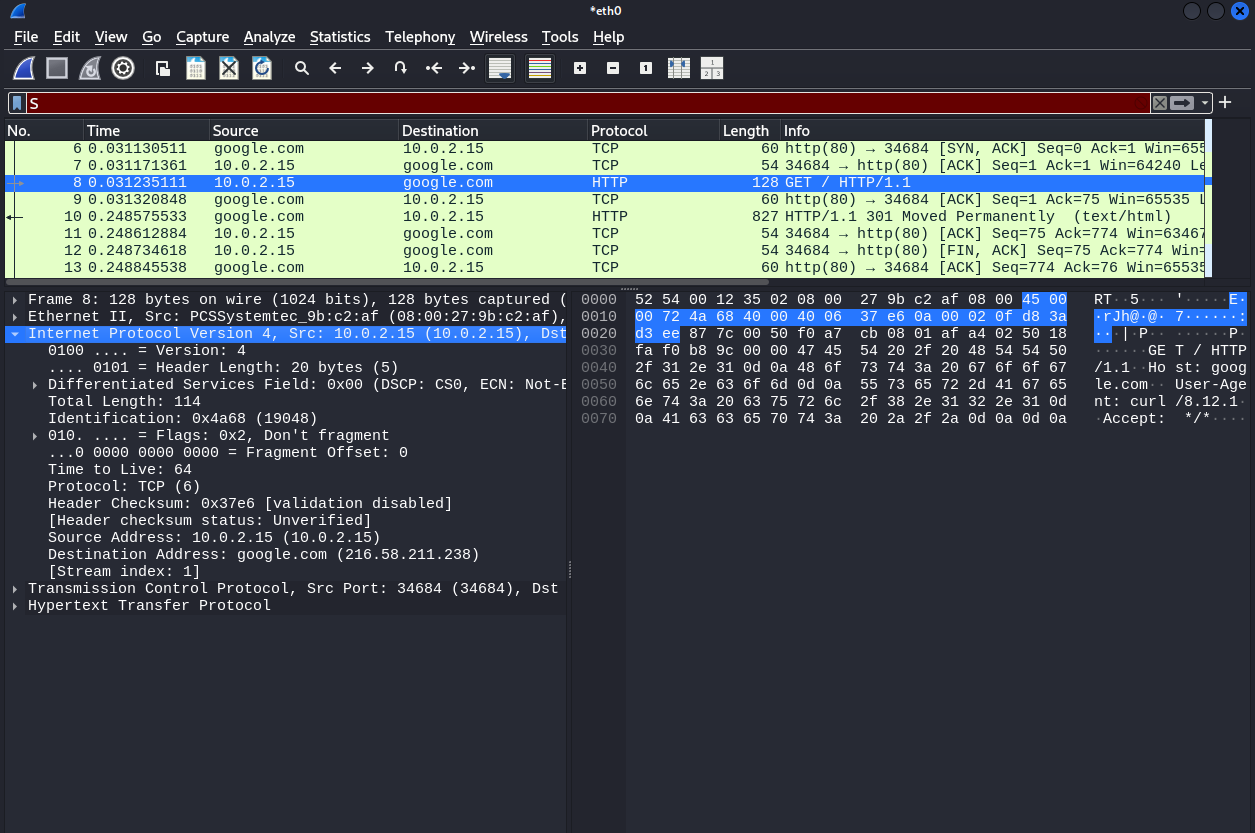 *eth0
File Edit View Go Capture Analyze Statistics Telephony Wireless Tools Help
S
No. Time Source Destination Protocol Length Info
6 0.031130511 google.com 10.0.2.15 TCP 60 http(80) → 34684 [SYN, ACK] Seq=0 Ack=1 Win=655
7 0.031171361 10.0.2.15 google.com TCP 54 34684 → http(80) [ACK] Seq=1 Ack=1 Win=64240 Le
8 0.031235111 10.0.2.15 google.com HTTP 128 GET / HTTP/1.1
9 0.031320848 google.com 10.0.2.15 TCP 60 http(80) → 34684 [ACK] Seq=1 Ack=75 Win=65535 L
10 0.248575533 google.com 10.0.2.15 HTTP 827 HTTP/1.1 301 Moved Permanently (text/html)
11 0.248612884 10.0.2.15 google.com TCP 54 34684 → http(80) [ACK] Seq=75 Ack=774 Win=63467
12 0.248734618 10.0.2.15 google.com TCP 54 34684 → http(80) [FIN, ACK] Seq=75 Ack=774 Win=
13 0.248845538 google.com 10.0.2.15 TCP 60 http(80) → 34684 [ACK] Seq=774 Ack=76 Win=65535
Frame 8: 128 bytes on wire (1024 bits), 128 bytes captured (
Ethernet II, Src: PCSSystemtec_9b:c2:af (08:00:27:9b:c2:af),
Internet Protocol Version 4, Src: 10.0.2.15 (10.0.2.15), Dst
0100 .... = Version: 4
.... 0101 = Header Length: 20 bytes (5)
Differentiated Services Field: 0x00 (DSCP: CS0, ECN: Not-E
Total Length: 114
Identification: 0x4a68 (19048)
010. .... = Flags: 0x2, Don't fragment
...0 0000 0000 0000 = Fragment Offset: 0
Time to Live: 64
Protocol: TCP (6)
Header Checksum: 0x37e6 [validation disabled]
[Header checksum status: Unverified]
Source Address: 10.0.2.15 (10.0.2.15)
Destination Address: google.com (216.58.211.238)
[Stream index: 1]
Transmission Control Protocol, Src Port: 34684 (34684), Dst
Hypertext Transfer Protocol
0000 52 54 00 12 35 02 08 00 27 9b c2 af 08 00 45 00 RT··5··· '·····E·
0010 00 72 4a 68 40 00 40 06 37 e6 0a 00 02 0f d8 3a ·rJh@·@· 7······:
0020 d3 ee 87 7c 00 50 f0 a7 cb 08 01 af a4 02 50 18 ···|·P·· ······P·
0030 fa f0 b8 9c 00 00 47 45 54 20 2f 20 48 54 54 50 ······GE T / HTTP
0040 2f 31 2e 31 0d 0a 48 6f 73 74 3a 20 67 6f 6f 67 /1.1··Ho st: goog
0050 6c 65 2e 63 6f 6d 0d 0a 55 73 65 72 2d 41 67 65 le.com·· User-Age
0060 6e 74 3a 20 63 75 72 6c 2f 38 2e 31 32 2e 31 0d nt: curl /8.12.1·
0070 0a 41 63 63 65 70 74 3a 20 2a 2f 2a 0d 0a 0d 0a ·Accept: */*····